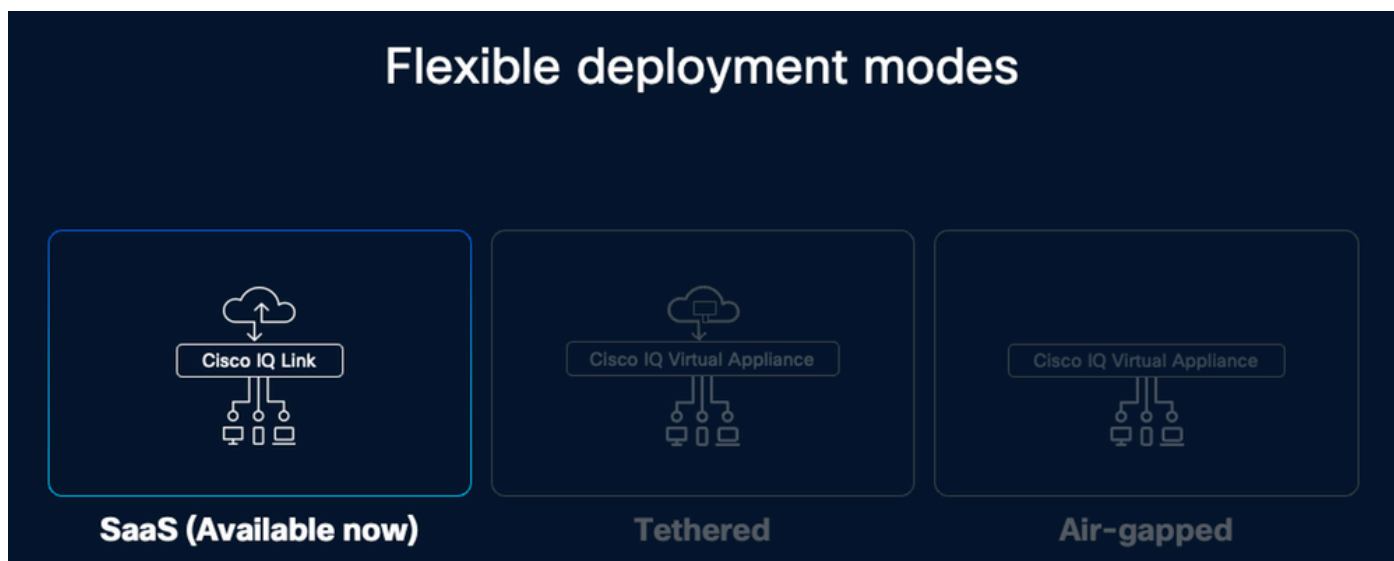 Flexible deployment modes
Cisco IQ Link
Cisco IQ Virtual Appliance
Cisco IQ Virtual Appliance
SaaS (Available now)
Tethered
Air-gapped